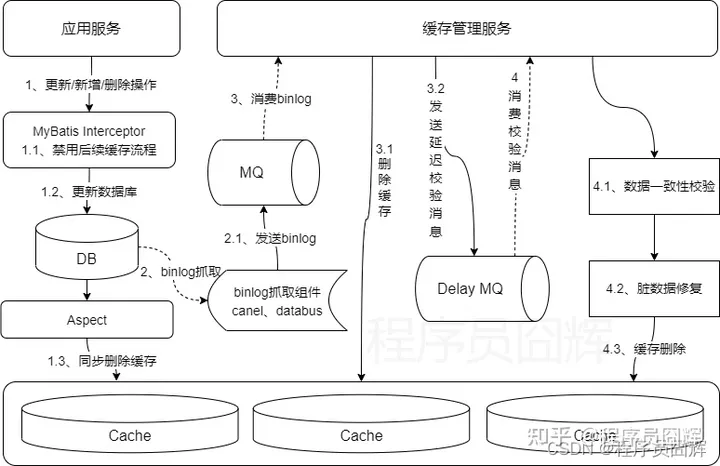 应用服务
缓存管理服务
1、更新/新增/删除操作
MyBatis Interceptor
1.1、禁用后续缓存流程
1.2、更新数据库
DB
2、binlog抓取
Aspect
1.3、同步删除缓存
3、消费binlog
MQ
2.1、发送binlog
binlog抓取组件
canel、databus
3.1删除缓存
3.2发送延迟校验消息
4消费校验消息
Delay MQ
4.1、数据一致性校验
4.2、脏数据修复
4.3、缓存删除
程序员囧辉
Cache
Cache
Cache
知乎 @程序员囧辉
CSDN @程序员囧辉